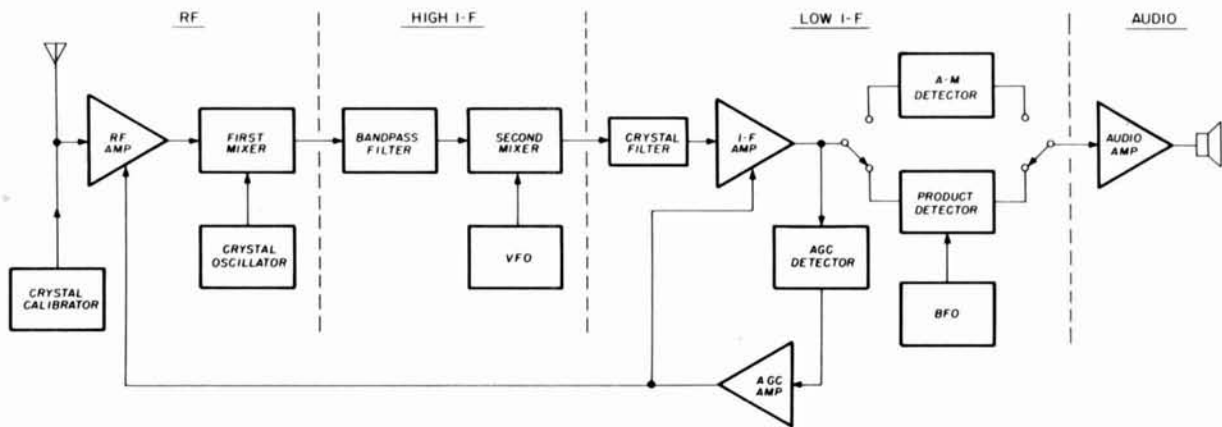 RF
HIGH I-F
LOW I-F
AUDIO
RF
AMP
FIRST
MIXER
BANDPASS
FILTER
SECOND
MIXER
CRYSTAL
FILTER
I-F
AMP
A-M
DETECTOR
AUDIO
AMP
CRYSTAL
CALIBRATOR
CRYSTAL
OSCILLATOR
VFO
AGC
DETECTOR
PRODUCT
DETECTOR
BFO
AGC
AMP